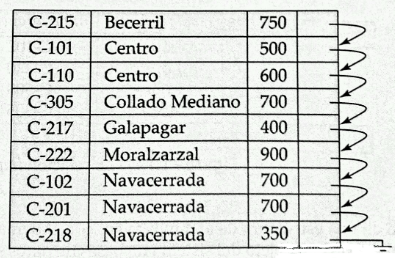 C-215 Becerril 750
C-101 Centro 500
C-110 Centro 600
C-305 Collado Mediano 700
C-217 Galapagar 400
C-222 Moralzarzal 900
C-102 Navacerrada 700
C-201 Navacerrada 700
C-218 Navacerrada 350